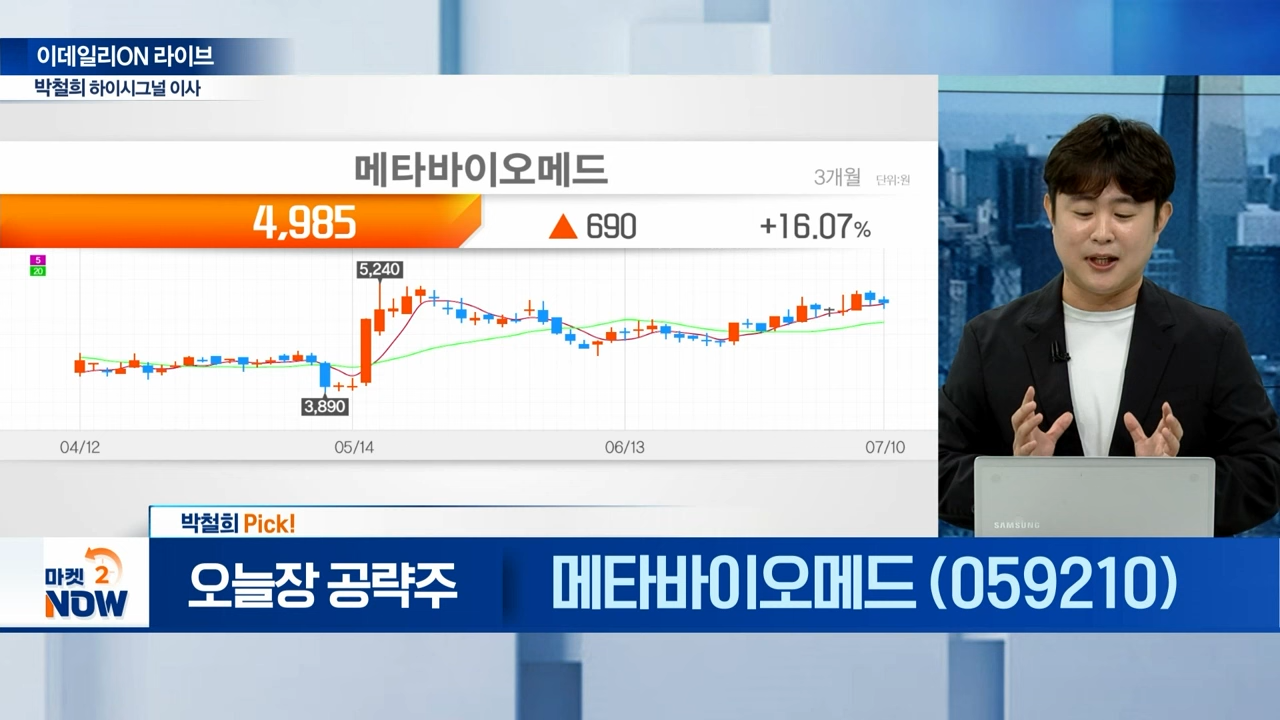 이데일리ON 라이브
박철희 하이시그널 이사
메타바이오메드
3개월 단위:원
4,985 ▲ 690 +16.07%
5
20
5,240
3,890
04/12 05/14 06/13 07/10
SAMSUNG
박철희 Pick!
마켓 2
NOW
오늘장 공략주 메타바이오메드 (059210)